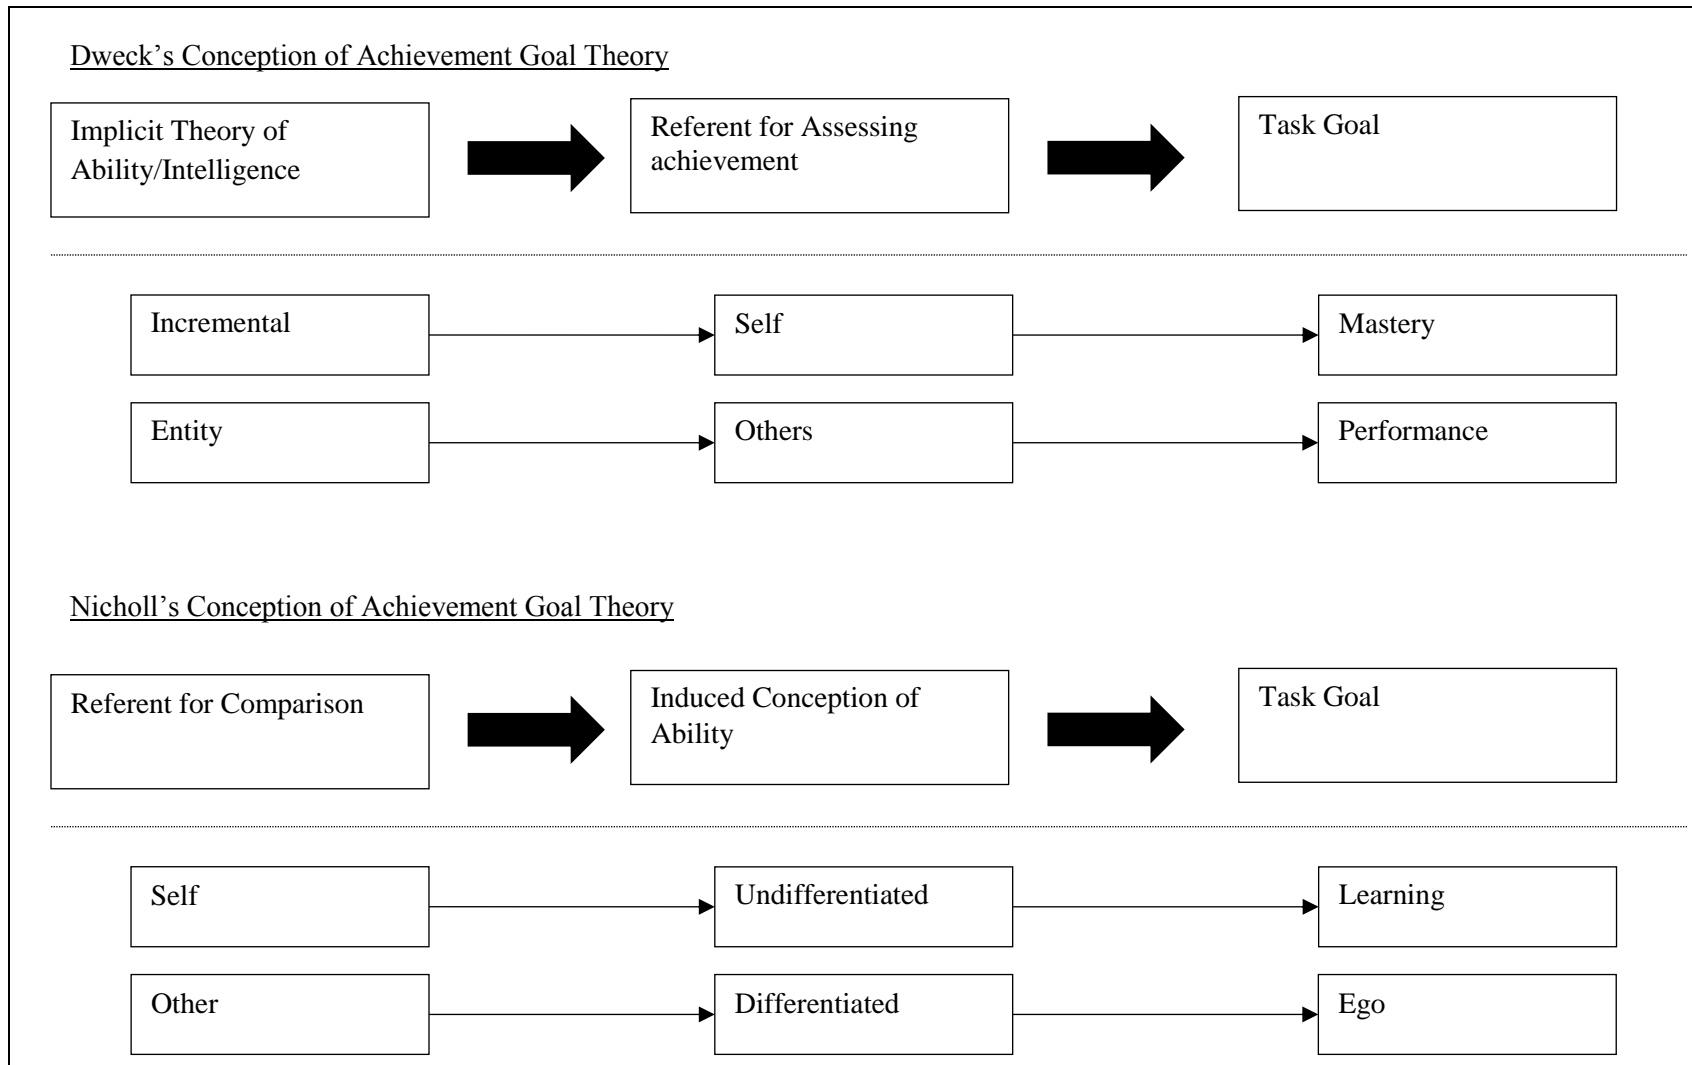 Dweck’s Conception of Achievement Goal Theory
Implicit Theory of
Ability/Intelligence
Referent for Assessing
achievement
Task Goal
Incremental
Self
Mastery
Entity
Others
Performance
Nicholl’s Conception of Achievement Goal Theory
Referent for Comparison
Induced Conception of
Ability
Task Goal
Self
Undifferentiated
Learning
Other
Differentiated
Ego